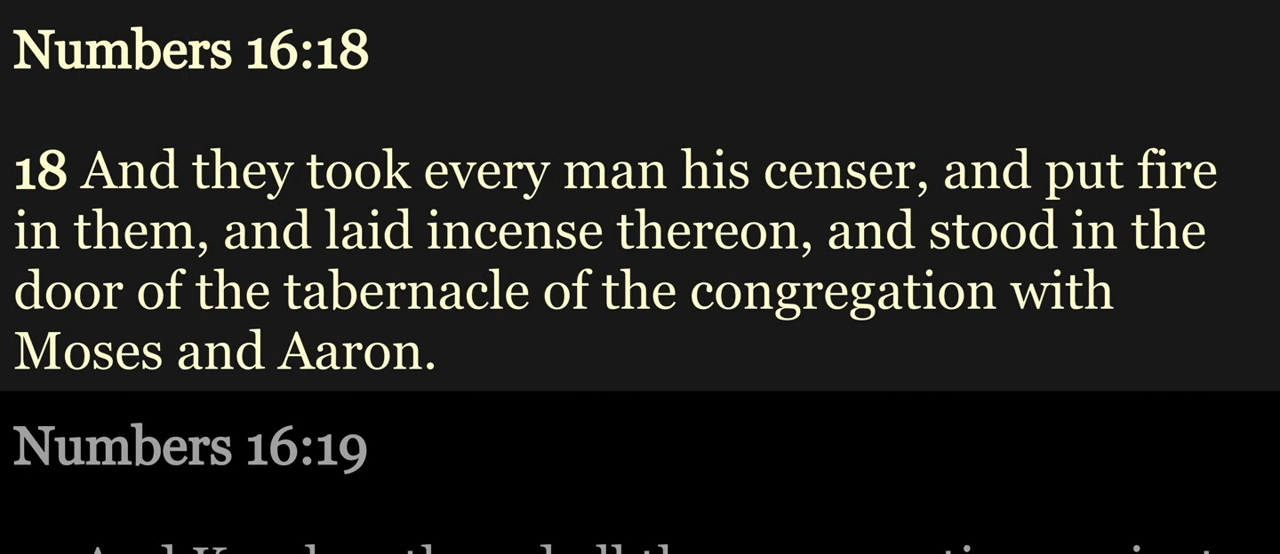 Numbers 16:18
18 And they took every man his censer, and put fire
in them, and laid incense thereon, and stood in the
door of the tabernacle of the congregation with
Moses and Aaron.
Numbers 16:19